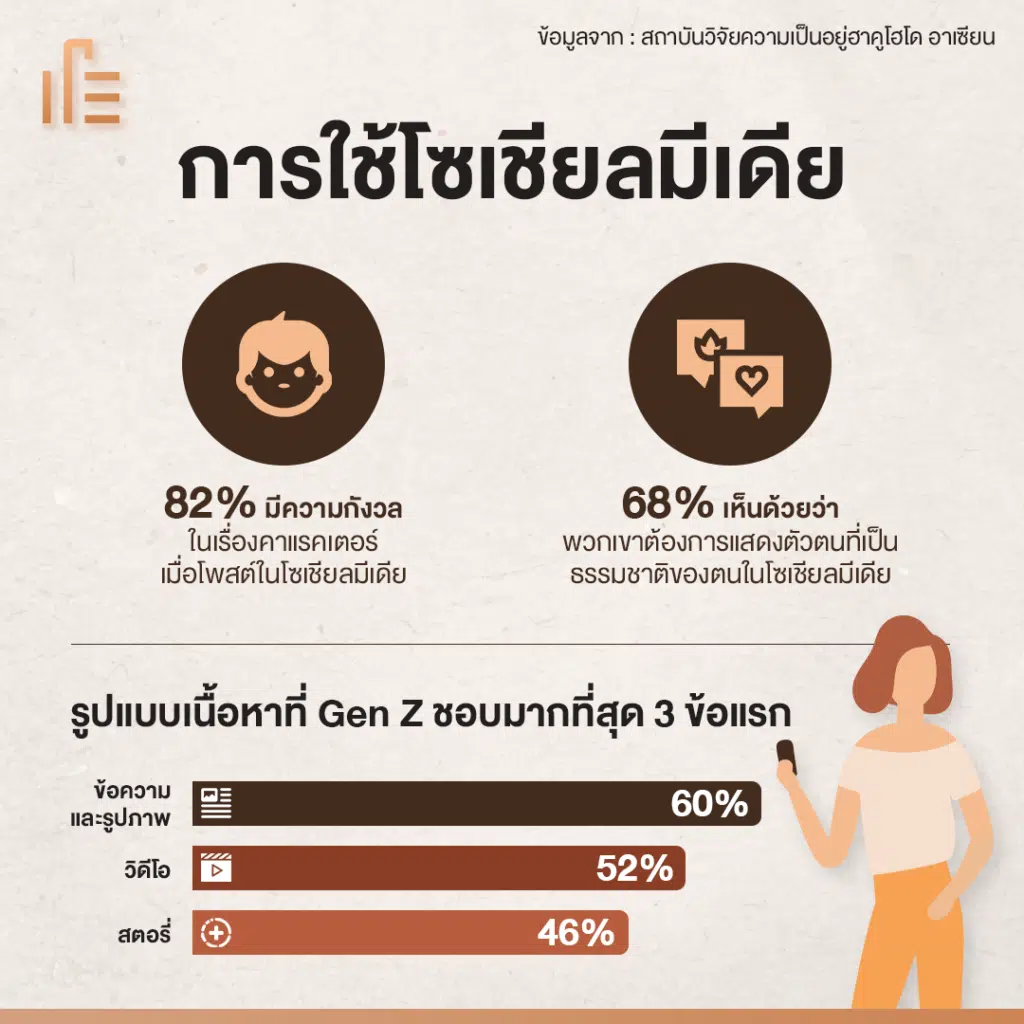 ข้อมูลจาก : สถาบันวิจัยความเป็นอยู่ฮาคูโฮโด อาเซียน
การใช้โซเชียลมีเดีย
82% มีความกังวล
ในเรื่องคาแรคเตอร์
เมื่อโพสต์ในโซเชียลมีเดีย
68% เห็นด้วยว่า
พวกเขาต้องการแสดงตัวตนที่เป็น
ธรรมชาติของตนในโซเชียลมีเดีย
รูปแบบเนื้อหาที่ Gen Z ชอบมากที่สุด 3 ข้อแรก
ข้อความ
และรูปภาพ
60%
วิดีโอ
52%
สตอรี่
46%